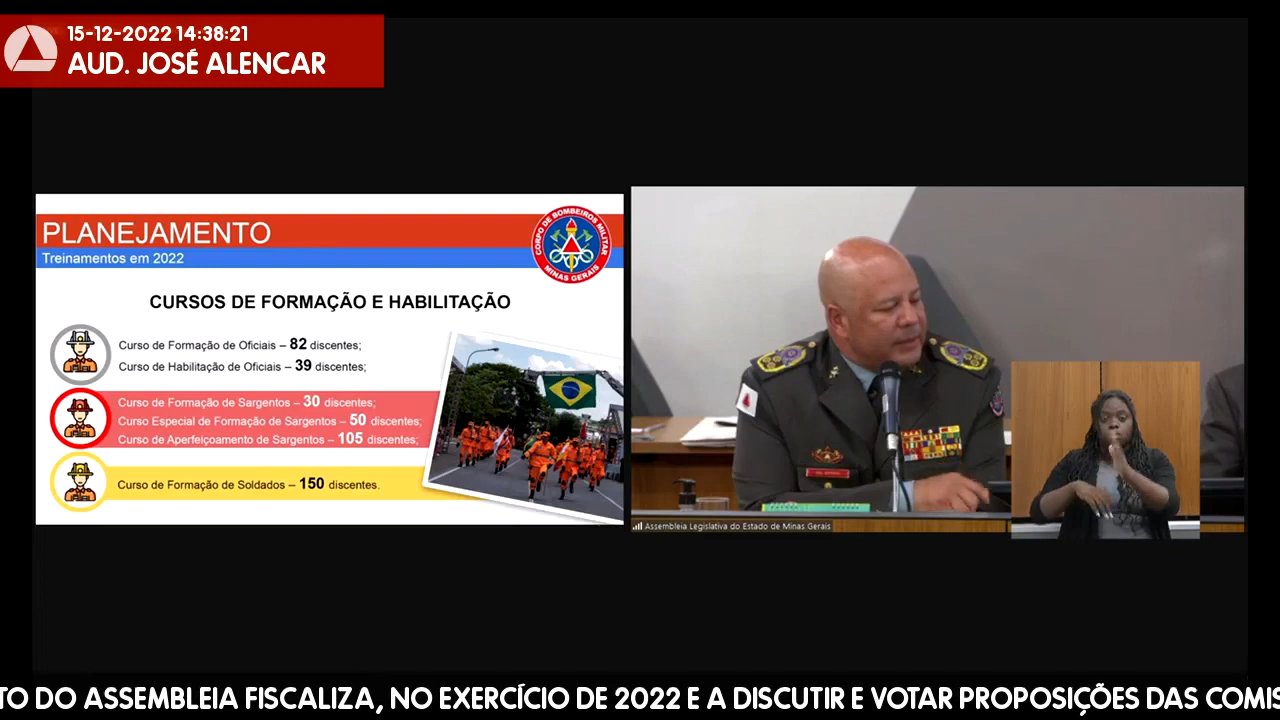 15-12-2022 14:38:21
AUD. JOSÉ ALENCAR
PLANEJAMENTO
Treinamentos em 2022
CORPO DE BOMBEIROS MILITAR
MINAS GERAIS
CURSOS DE FORMAÇÃO E HABILITAÇÃO
Curso de Formação de Oficiais – 82 discentes;
Curso de Habilitação de Oficiais – 39 discentes;
Curso de Formação de Sargentos – 30 discentes;
Curso Especial de Formação de Sargentos – 50 discentes;
Curso de Aperfeiçoamento de Sargentos – 105 discentes;
Curso de Formação de Soldados – 150 discentes.
Assembleia Legislativa do Estado de Minas Gerais
TO DO ASSEMBLEIA FISCALIZA, NO EXERCÍCIO DE 2022 E A DISCUTIR E VOTAR PROPOSIÇÕES DAS COMIS